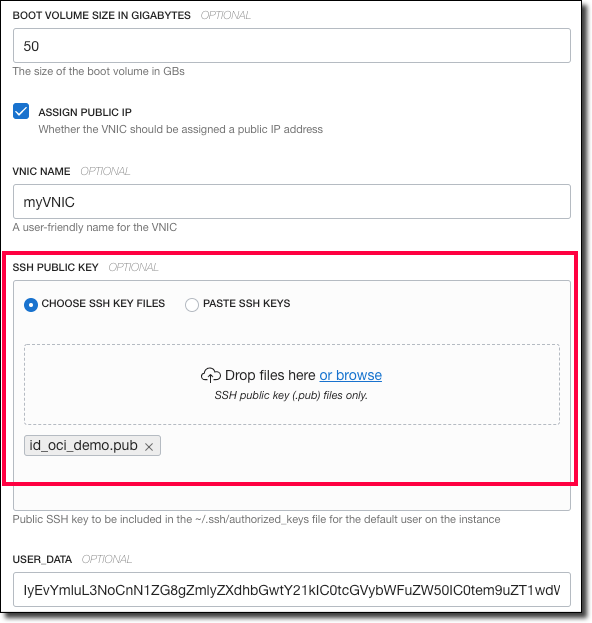 BOOT VOLUME SIZE IN GIGABYTES OPTIONAL
50
The size of the boot volume in GBs
ASSIGN PUBLIC IP
Whether the VNIC should be assigned a public IP address
VNIC NAME OPTIONAL
myVNIC
A user-friendly name for the VNIC
SSH PUBLIC KEY OPTIONAL
CHOOSE SSH KEY FILES PASTE SSH KEYS
Drop files here or browse
SSH public key (.pub) files only.
id_oci_demo.pub ×
Public SSH key to be included in the ~/.ssh/authorized_keys file for the default user on the instance
USER_DATA OPTIONAL
IyEvYmluL3NoCnN1ZG8gZmlyZXdhbGwtY21kIC0tcGVybWFuZW50IC0tem9uZT1wdW